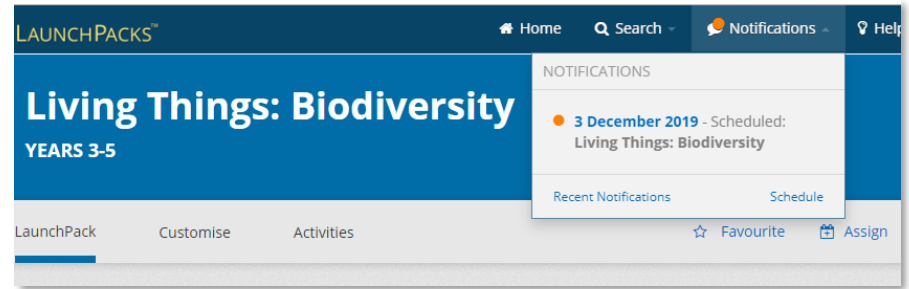 LAUNCHPACKS™ Home Search Notifications Help
NOTIFICATIONS
Living Things: Biodiversity
YEARS 3-5
3 December 2019 - Scheduled:
Living Things: Biodiversity
Recent Notifications Schedule
LaunchPack Customise Activities Favourite Assign